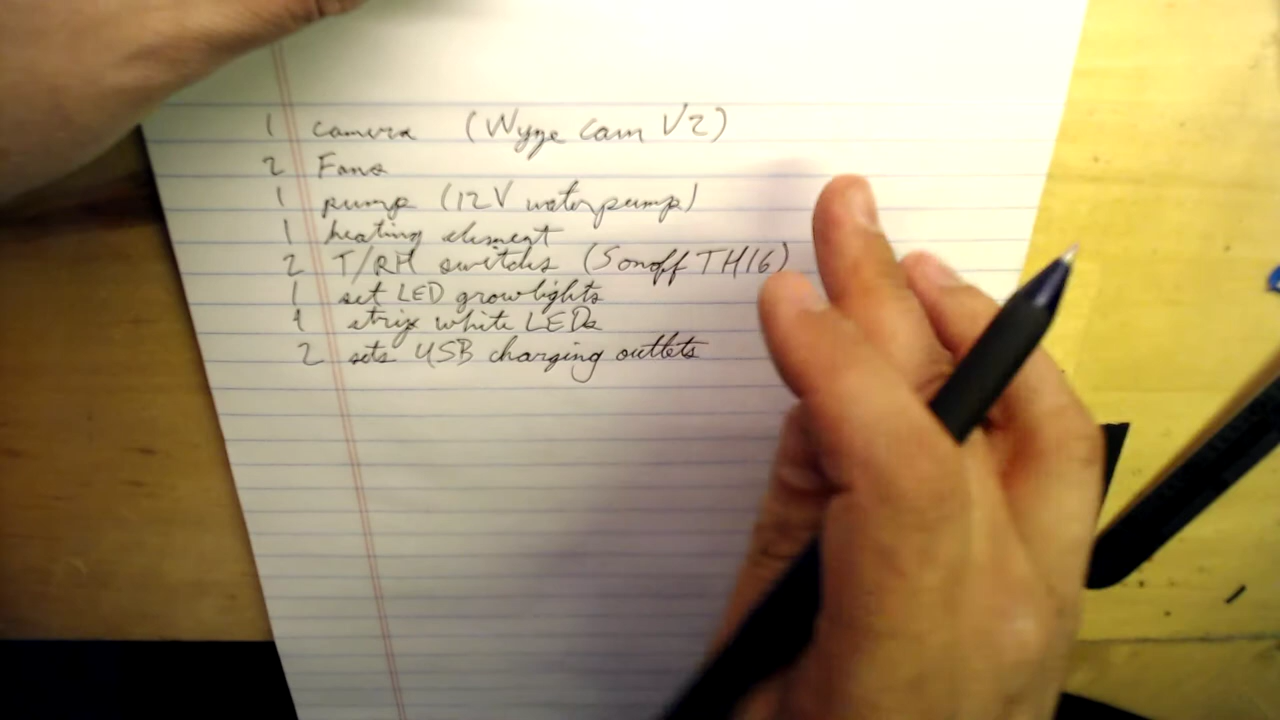 1 camera (Wyze Cam V2)
2 Fans
1 pump (12V waterpump)
1 heating element
2 T/RH switches (Sonoff TH16)
1 set LED growlights
1 strip white LEDs
2 sets USB charging outlets